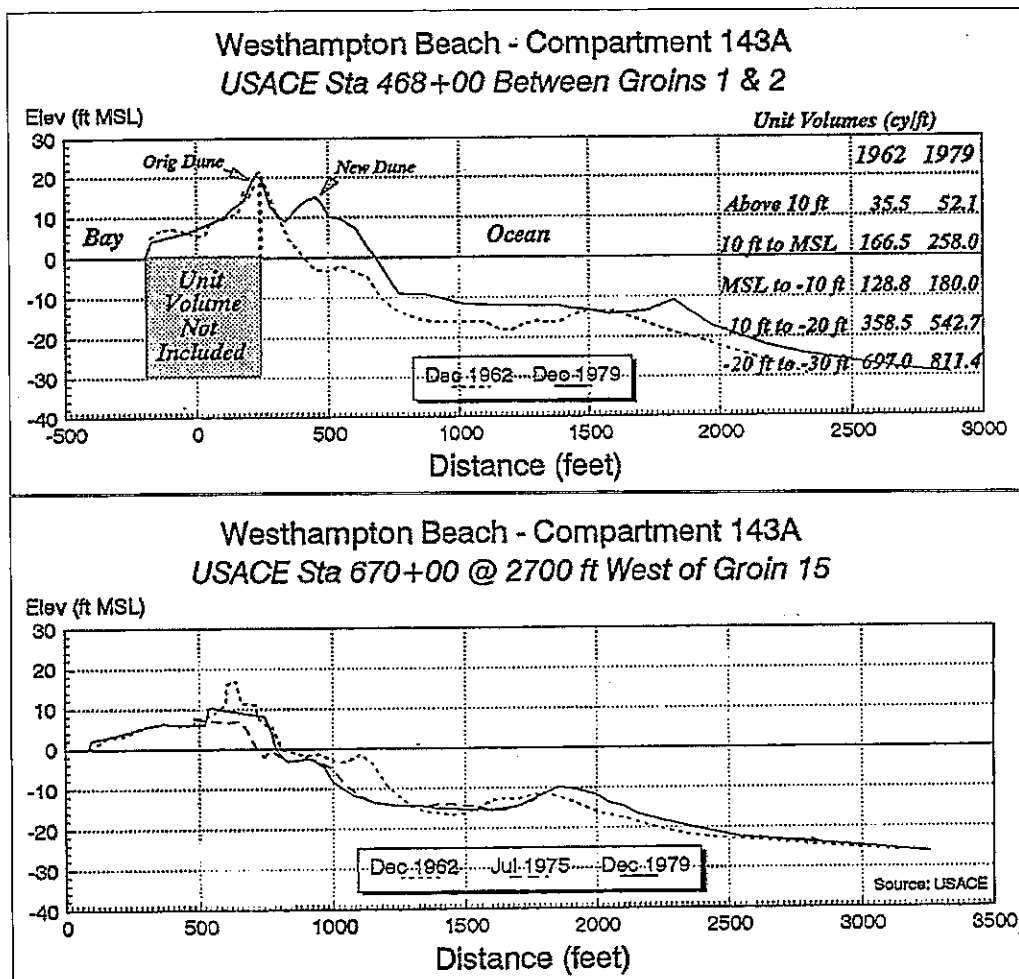 Westhampton Beach - Compartment 143A
USACE Sta 468+00 Between Groins 1 & 2
Elev (ft MSL)
Unit Volumes (cy/ft)
30
Orig Dune
New Dune
1962 1979
20
Above 10 ft 35.5 52.1
10
Bay
Ocean
10 ft to MSL 166.5 258.0
0
Unit
Volume
Not
Included
MSL to -10 ft 128.8 180.0
-10
10 ft to -20 ft 358.5 542.7
-20
-20 ft to -30 ft 697.0 811.4
Dec 1962 Dec 1979
-30
-40
-500 0 500 1000 1500 2000 2500 3000
Distance (feet)
Westhampton Beach - Compartment 143A
USACE Sta 670+00 @ 2700 ft West of Groin 15
Elev (ft MSL)
30
20
10
0
-10
-20
-30
Dec 1962 Jul 1975 Dec 1979
Source: USACE
-40
0 500 1000 1500 2000 2500 3000 3500
Distance (feet)